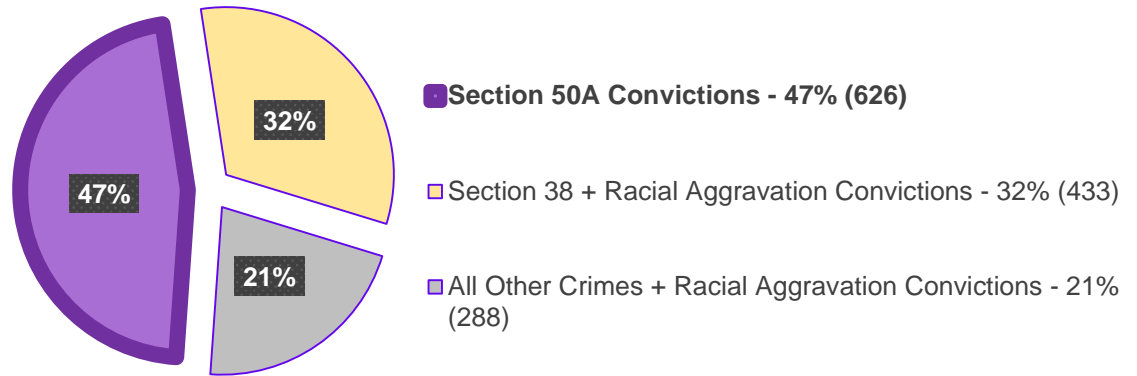 32%
47%
21%
Section 50A Convictions - 47% (626)
Section 38 + Racial Aggravation Convictions - 32% (433)
All Other Crimes + Racial Aggravation Convictions - 21%
(288)